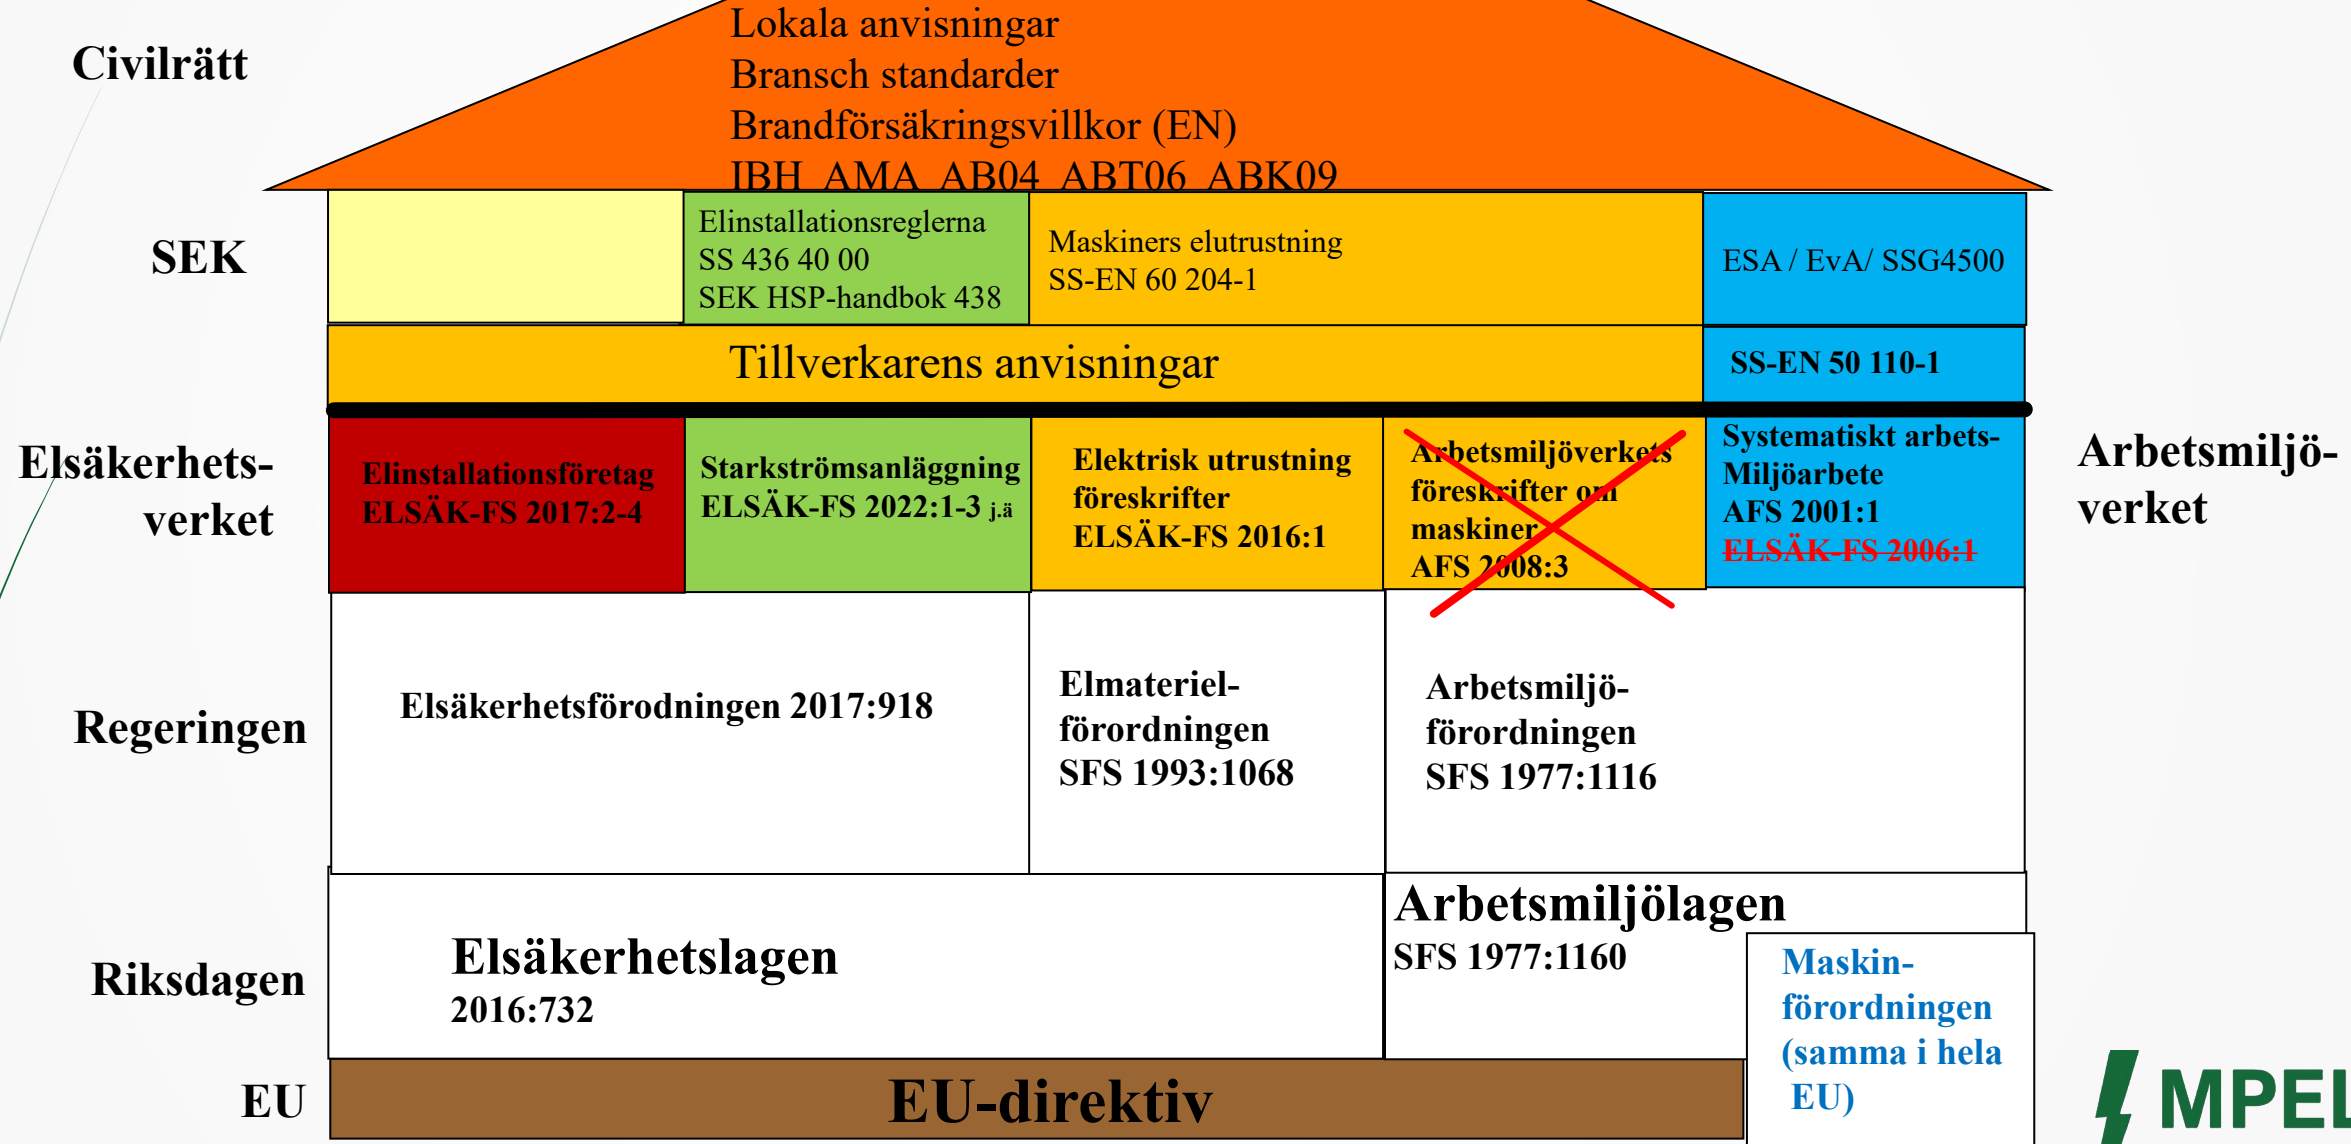 Civilrätt
Lokala anvisningar
Bransch standarder
Brandförsäkringsvillkor (EN)
IBH AMA AB04 ABT06 ABK09
SEK
Elinstallationsreglerna
SS 436 40 00
SEK HSP-handbok 438
Maskiners elutrustning
SS-EN 60 204-1
ESA / EvA/ SSG4500
Tillverkarens anvisningar
SS-EN 50 110-1
Elsäkerhets-
verket
Elinstallationsföretag
ELSÄK-FS 2017:2-4
Starkströmsanläggning
ELSÄK-FS 2022:1-3 j.ä
Elektrisk utrustning
föreskrifter
ELSÄK-FS 2016:1
Arbetsmiljöverkets
föreskrifter om
maskiner
AFS 2008:3
Systematiskt arbets-
Miljöarbete
AFS 2001:1
ELSÄK-FS 2006:1
Arbetsmiljö-
verket
Regeringen
Elsäkerhetsförodningen 2017:918
Elmateriel-
förordningen
SFS 1993:1068
Arbetsmiljö-
förordningen
SFS 1977:1116
Riksdagen
Elsäkerhetslagen
2016:732
Arbetsmiljölagen
SFS 1977:1160
Maskin-
förordningen
(samma i hela
EU)
EU
EU-direktiv
MPEL